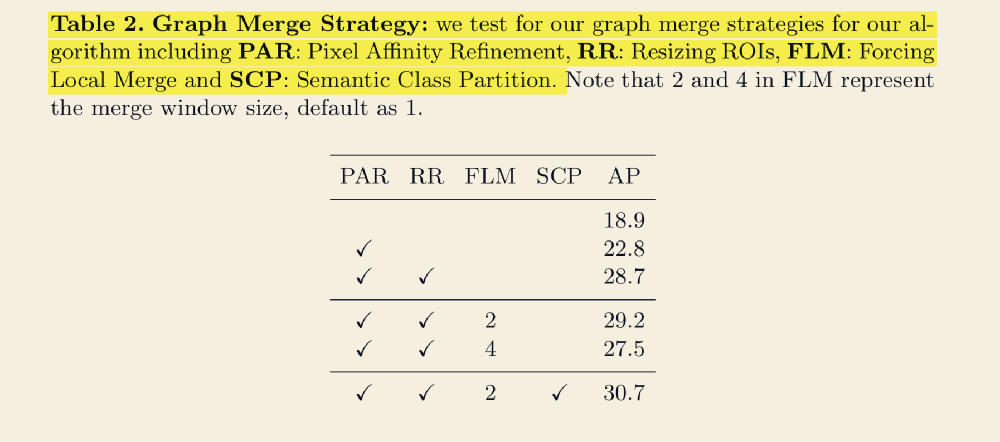 Table 2. Graph Merge Strategy: we test for our graph merge strategies for our al-
gorithm including PAR: Pixel Affinity Refinement, RR: Resizing ROIs, FLM: Forcing
Local Merge and SCP: Semantic Class Partition. Note that 2 and 4 in FLM represent
the merge window size, default as 1.
PAR RR FLM SCP AP
18.9
✓ 22.8
✓ ✓ 28.7
✓ ✓ 2 29.2
✓ ✓ 4 27.5
✓ ✓ 2 ✓ 30.7